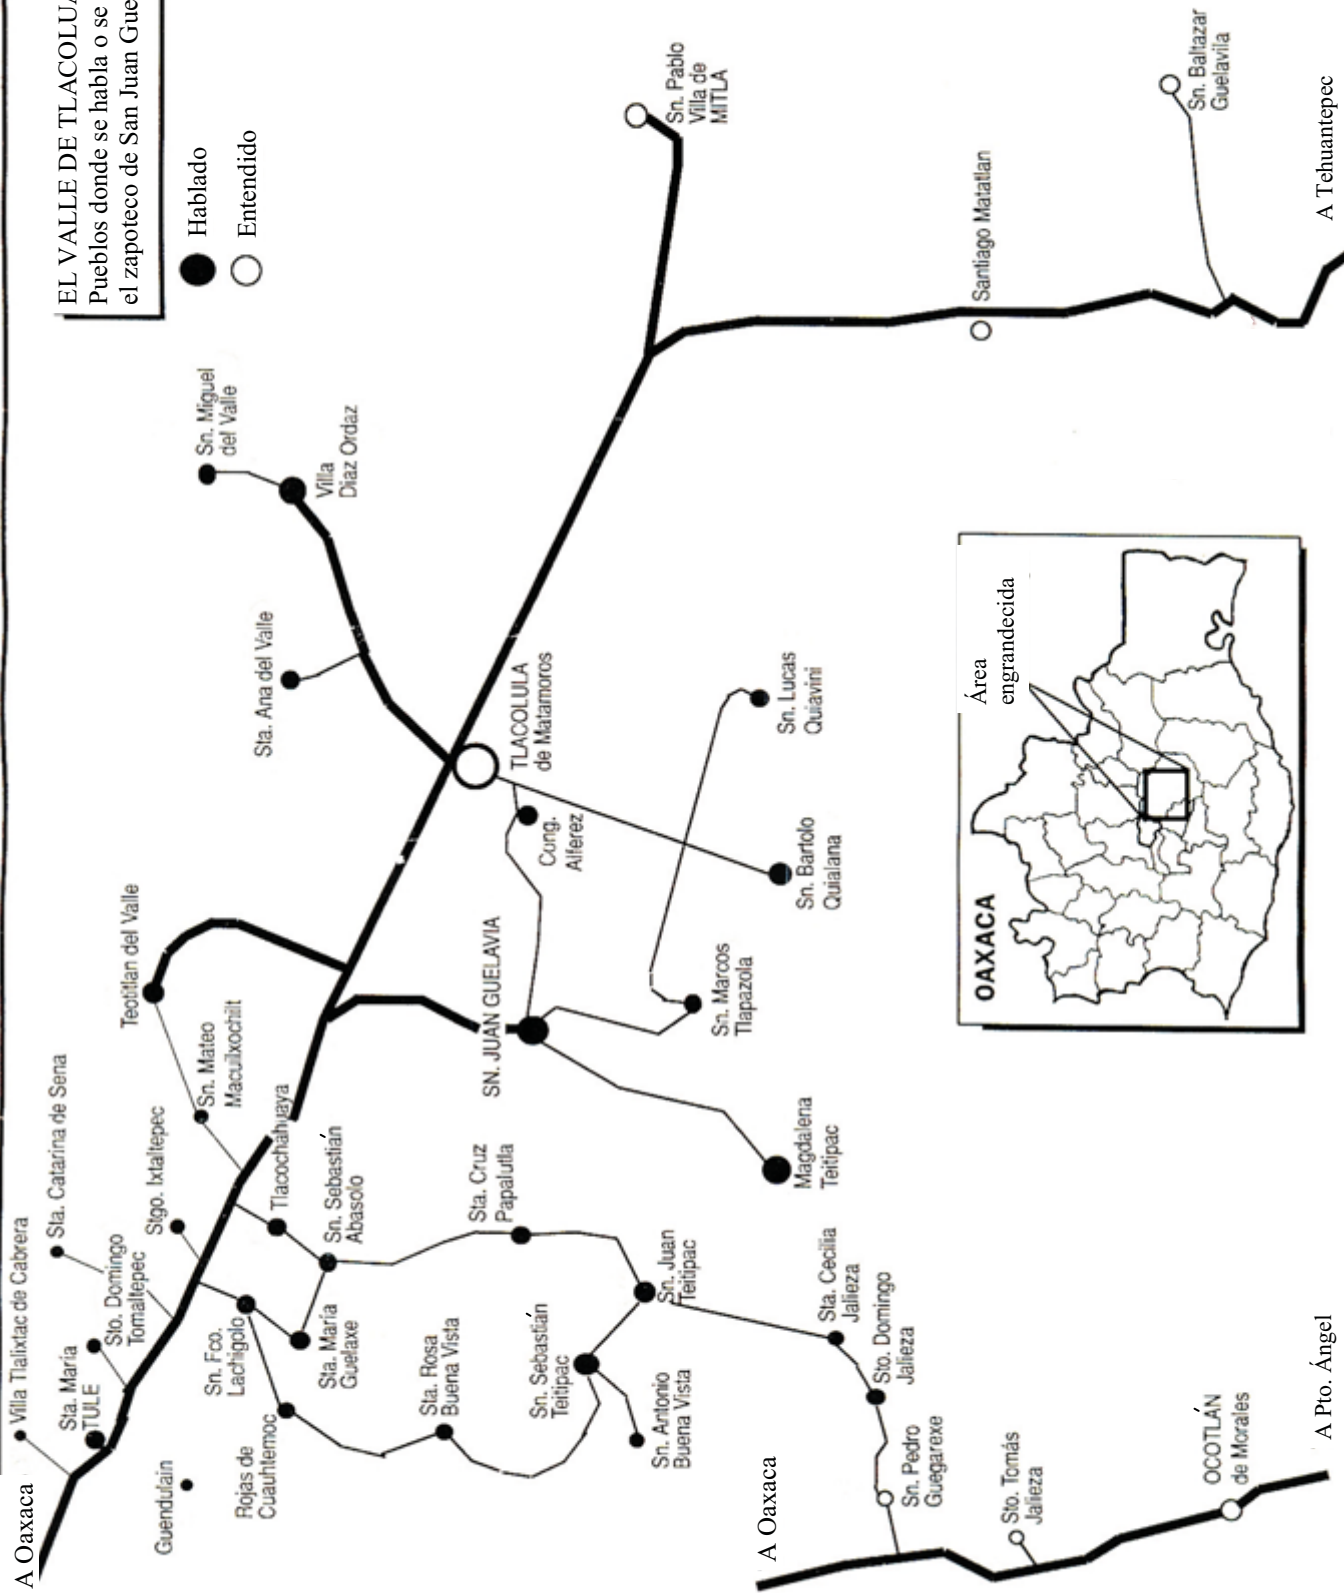 EL VALLE DE TLACOLULA
Pueblos donde se habla o se
el zapoteco de San Juan Gue
Hablado
Entendido
A Oaxaca
Villa Tlalixtac de Cabrera
Sta. María
TULE
Sta. Catarina de Sena
Sto. Domingo
Tomaltepec
Stgo. Ixtaltepec
Guendulain
Sn. Fco.
Lachigolo
Rojas de
Cuauhtemoc
Sta. María
Guelaxe
Tlacochahuaya
Sn. Sebastián
Abasolo
Sn. Mateo
Macuilxochilt
Teotitlan del Valle
Sta. Rosa
Buena Vista
Sta. Cruz
Papalutla
Sn. Sebastián
Teitipac
Sn. Juan
Teitipac
Sn. Antonio
Buena Vista
Magdalena
Teitipac
SN. JUAN GUELAVIA
Sn. Marcos
Tlapazola
Cung.
Alferez
Sn. Bartolo
Quialana
Sn. Lucas
Quiavini
TLACOLULA
de Matamoros
Sta. Ana del Valle
Villa
Diaz Ordaz
Sn. Miguel
del Valle
Sn. Pablo
Villa de
MITLA
Santiago Matatlan
Sn. Baltazar
Guelavila
A Tehuantepec
Sta. Cecilia
Jalieza
Sto. Domingo
Jalieza
Sn. Pedro
Guegarexe
A Oaxaca
Sto. Tomás
Jalieza
OCOTLÁN
de Morales
A Pto. Ángel
OAXACA
Área
engrandecida